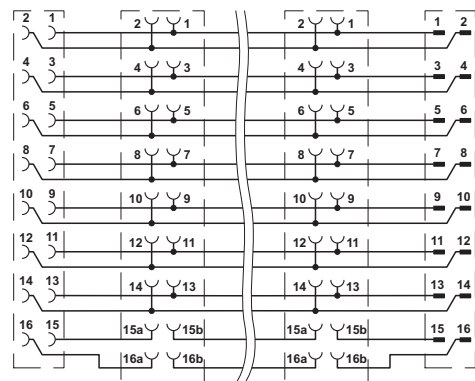 2 1 2 1 2 1 1 2
4 3 4 3 4 3 3 4
6 5 6 5 6 5 5 6
8 7 8 7 8 7 7 8
10 9 10 9 10 9 9 10
12 11 12 11 12 11 11 12
14 13 14 13 14 13 13 14
16 15 15a 15b 15a 15b 15 16
16a 16b 16a 16b